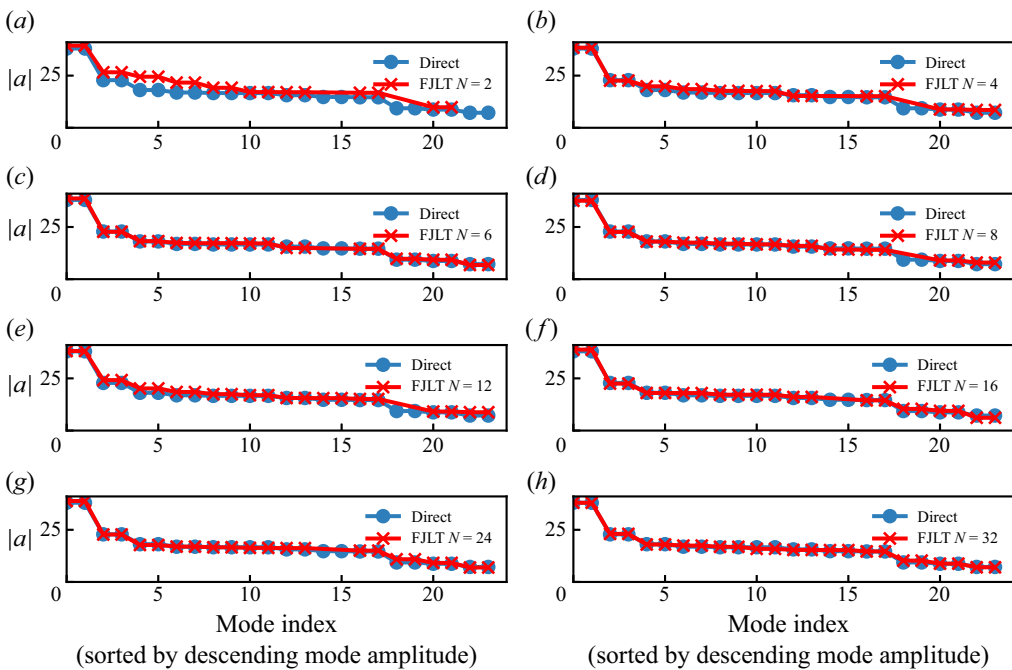 (a)
|a|
25
0
5
10
15
20
Direct
FJLT N = 2
(b)
25
0
5
10
15
20
Direct
FJLT N = 4
(c)
|a|
25
0
5
10
15
20
Direct
FJLT N = 6
(d)
25
0
5
10
15
20
Direct
FJLT N = 8
(e)
|a|
25
0
5
10
15
20
Direct
FJLT N = 12
(f)
25
0
5
10
15
20
Direct
FJLT N = 16
(g)
|a|
25
0
5
10
15
20
Direct
FJLT N = 24
Mode index
(sorted by descending mode amplitude)
(h)
25
0
5
10
15
20
Direct
FJLT N = 32
Mode index
(sorted by descending mode amplitude)